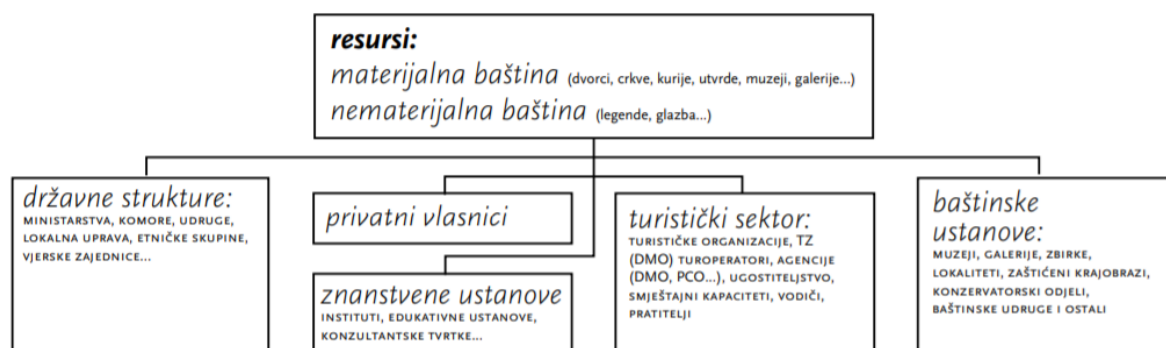 resursi:
materijalna baština (dvorci, crkve, kurije, utvrde, muzeji, galerije...)
nematerijalna baština (legende, glazba...)
državne strukture:
MINISTARSTVA, KOMORE, UDRUGE,
LOKALNA UPRAVA, ETNIČKE SKUPINE,
VJERSKE ZAJEDNICE...
privatni vlasnici
znanstvene ustanove
INSTITUTI, EDUKATIVNE USTANOVE,
KONZULTANTSKE TVRTKE...
turistički sektor:
TURISTIČKE ORGANIZACIJE, TZ
(DMO) TUROPERATORI, AGENCIJE
(DMO, PCO...), UGOSTITELJSTVO,
SMJEŠTAJNI KAPACITETI, VODIČI,
PRATITELJI
baštinske
ustanove:
MUZEJI, GALERIJE, ZBIRKE,
LOKALITETI, ZAŠTIĆENI KRAJOBRAZI,
KONZERVATORSKI ODJELI,
BAŠTINSKE UDRUGE I OSTALI